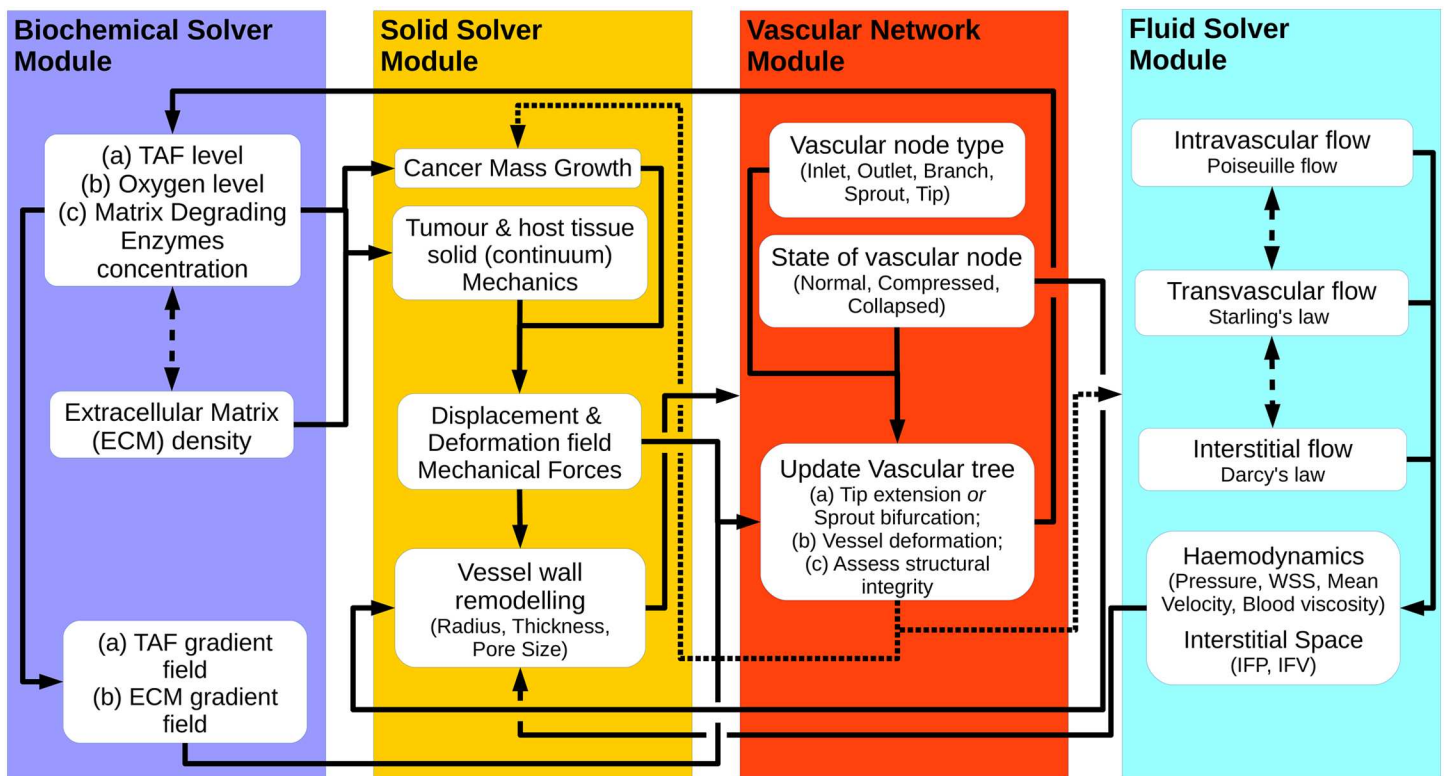 Biochemical Solver
Module
(a) TAF level
(b) Oxygen level
(c) Matrix Degrading
Enzymes
concentration
Extracellular Matrix
(ECM) density
(a) TAF gradient
field
(b) ECM gradient
field
Solid Solver
Module
Cancer Mass Growth
Tumour & host tissue
solid (continuum)
Mechanics
Displacement &
Deformation field
Mechanical Forces
Vessel wall
remodelling
(Radius, Thickness,
Pore Size)
Vascular Network
Module
Vascular node type
(Inlet, Outlet, Branch,
Sprout, Tip)
State of vascular node
(Normal, Compressed,
Collapsed)
Update Vascular tree
(a) Tip extension or
Sprout bifurcation;
(b) Vessel deformation;
(c) Assess structural
integrity
Fluid Solver
Module
Intravascular flow
Poiseuille flow
Transvascular flow
Starling's law
Interstitial flow
Darcy's law
Haemodynamics
(Pressure, WSS, Mean
Velocity, Blood viscosity)
Interstitial Space
(IFP, IFV)